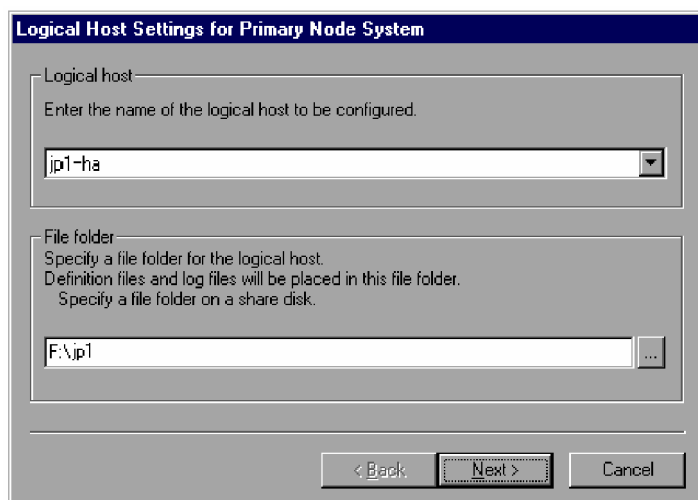 Logical Host Settings for Primary Node System
Logical host
Enter the name of the logical host to be configured.
jp1-ha
File folder
Specify a file folder for the logical host.
Definition files and log files will be placed in this file folder.
Specify a file folder on a share disk.
F:\jp1
...
< Back
Next >
Cancel